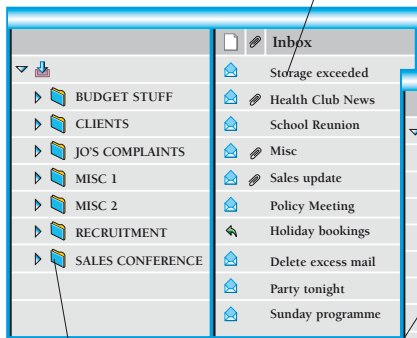 Inbox
Storage exceeded
BUDGET STUFF
Health Club News
CLIENTS
School Reunion
JO'S COMPLAINTS
Misc
MISC 1
Sales update
MISC 2
Policy Meeting
RECRUITMENT
Holiday bookings
SALES CONFERENCE
Delete excess mail
Party tonight
Sunday programme